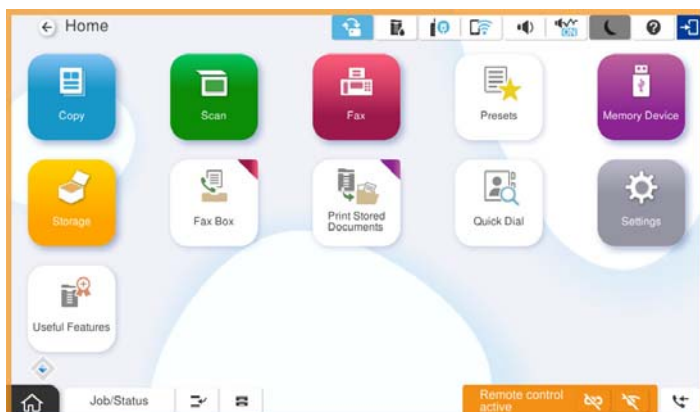 Home
ON
Copy
Scan
Fax
Presets
Memory Device
Storage
Fax Box
Print Stored
Documents
Quick Dial
Settings
Useful Features
Job/Status
Remote control
active